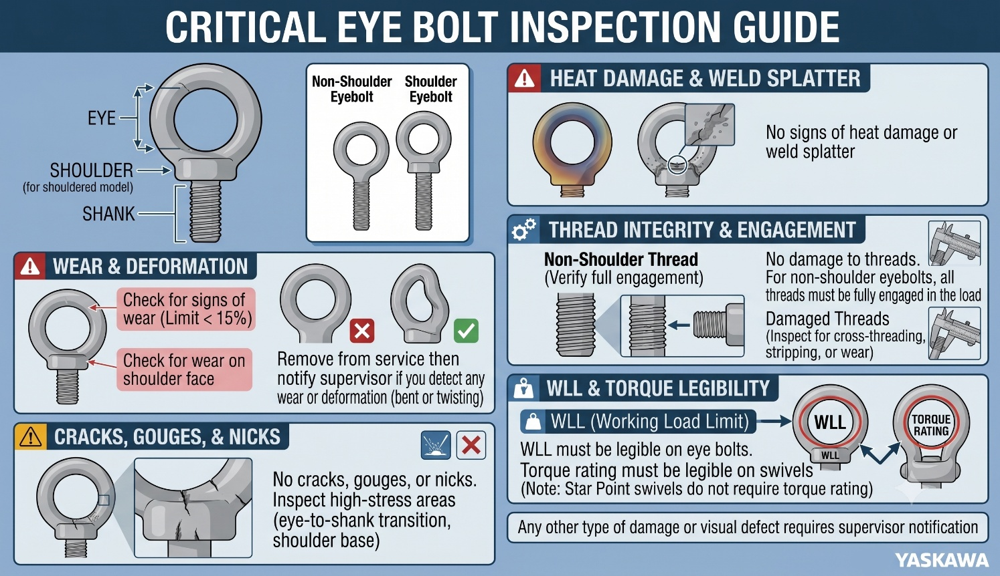 CRITICAL EYE BOLT INSPECTION GUIDE
EYE
SHOULDER
(for shouldered model)
SHANK
Non-Shoulder
Eyebolt
Shoulder
Eyebolt
WEAR & DEFORMATION
Check for signs of
wear (Limit < 15%)
Check for wear on
shoulder face
Remove from service then
notify supervisor if you detect any
wear or deformation (bent or twisting)
CRACKS, GOUGES, & NICKS
No cracks, gouges, or nicks.
Inspect high-stress areas
(eye-to-shank transition,
shoulder base)
HEAT DAMAGE & WELD SPLATTER
No signs of heat damage or
weld splatter
THREAD INTEGRITY & ENGAGEMENT
Non-Shoulder Thread
(Verify full engagement)
No damage to threads.
For non-shoulder eyebolts, all
threads must be fully engaged in the load
Damaged Threads
(Inspect for cross-threading,
stripping, or wear)
WLL & TORQUE LEGIBILITY
WLL (Working Load Limit)
WLL must be legible on eye bolts.
Torque rating must be legible on swivels
(Note: Star Point swivels do not require torque rating)
WLL
WLL
TORQUE
RATING
Any other type of damage or visual defect requires supervisor notification
YASKAWA